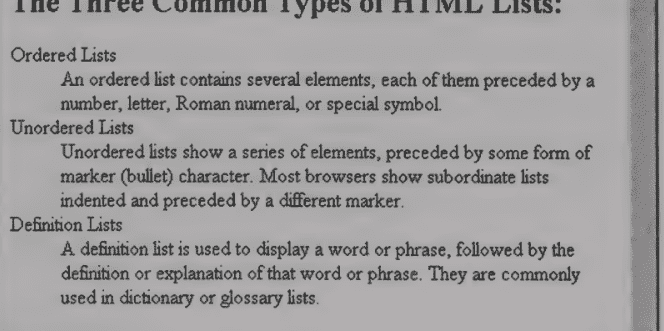 The Three Common Types of HTML Lists:
Ordered Lists
An ordered list contains several elements, each of them preceded by a
number, letter, Roman numeral, or special symbol.
Unordered Lists
Unordered lists show a series of elements, preceded by some form of
marker (bullet) character. Most browsers show subordinate lists
indented and preceded by a different marker.
Definition Lists
A definition list is used to display a word or phrase, followed by the
definition or explanation of that word or phrase. They are commonly
used in dictionary or glossary lists.